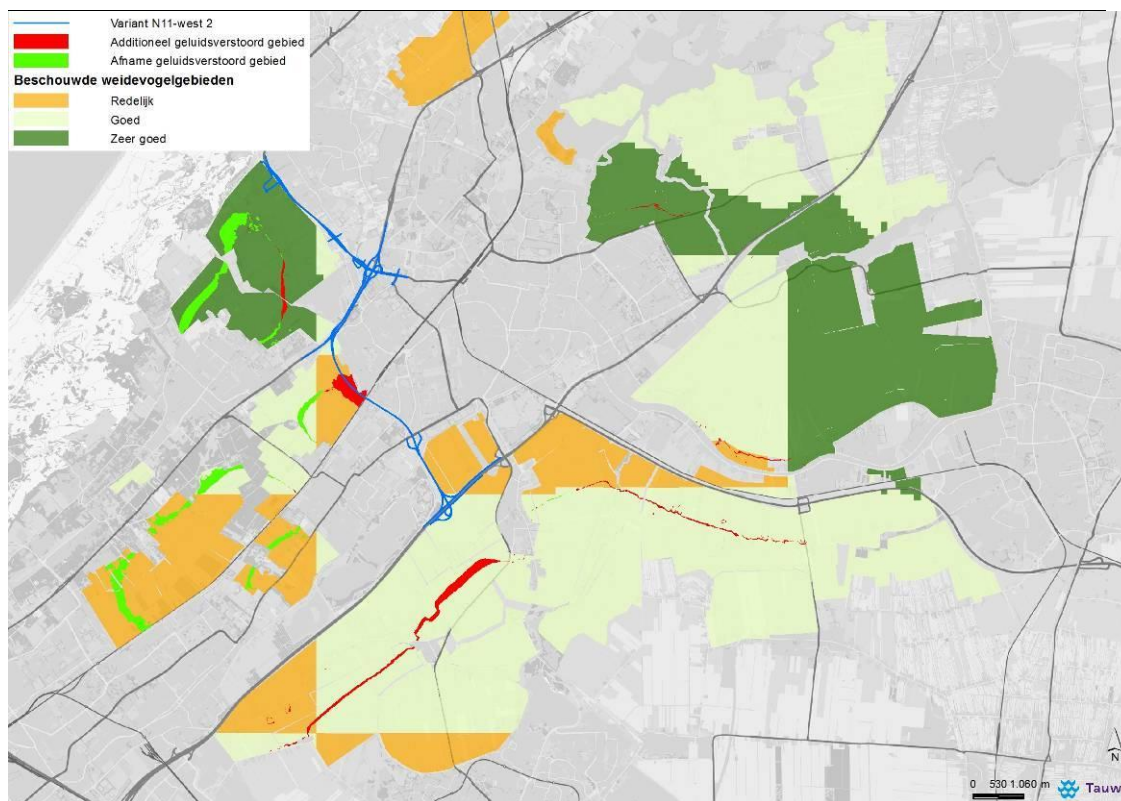 Variant N11-west 2
Additioneel geluidsverstoord gebied
Afname geluidsverstoord gebied
Beschouwde weidevogelgebieden
Redelijk
Goed
Zeer goed
N
0 530 1.060 m
Tauw